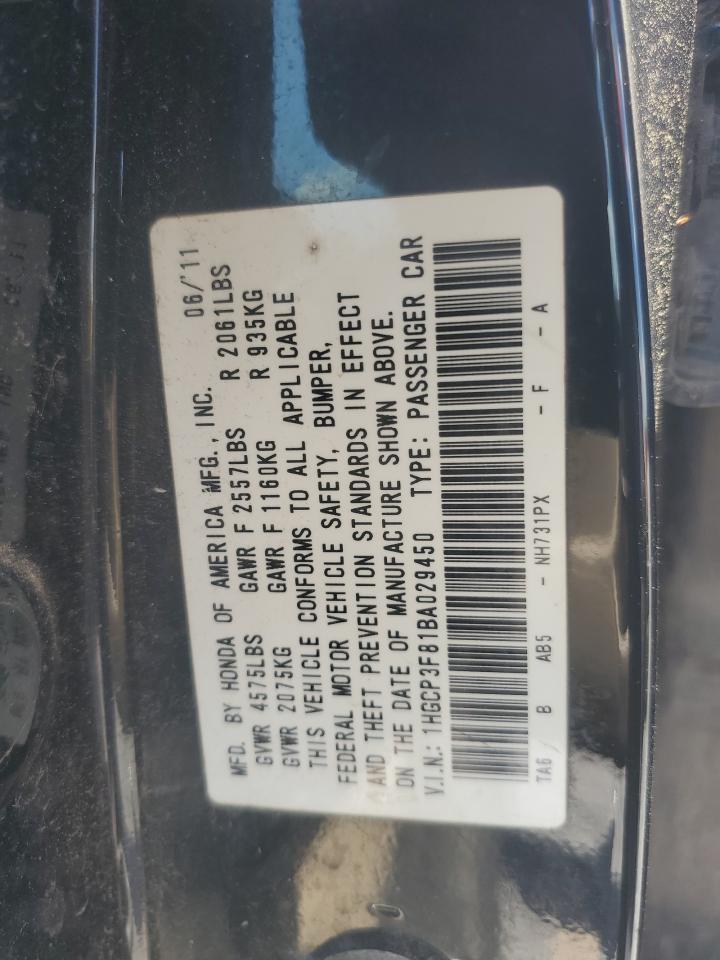 MFD. BY HONDA OF AMERICA MFG., INC. 06/'11
GVWR 4575LBS GAWR F 2557LBS R 2061LBS
GVWR 2075KG GAWR F 1160KG R 935KG
THIS VEHICLE CONFORMS TO ALL APPLICABLE
FEDERAL MOTOR VEHICLE SAFETY, BUMPER,
AND THEFT PREVENTION STANDARDS IN EFFECT
ON THE DATE OF MANUFACTURE SHOWN ABOVE.
V.I.N.: 1HGCP3F81BA029450 TYPE: PASSENGER CAR
TA6 B AB5 - NH731PX - F - A